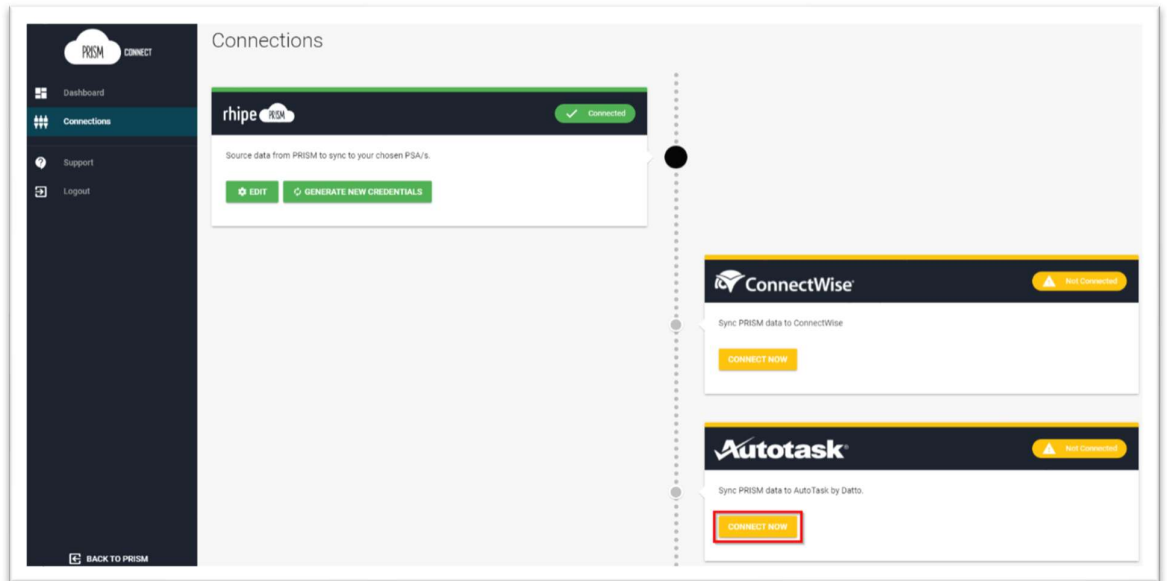 PRISM CONNECT
Connections
Dashboard
Connections
Support
Logout
BACK TO PRISM
rhipe PRISM
Connected
Source data from PRISM to sync to your chosen PSA/s.
EDIT
GENERATE NEW CREDENTIALS
ConnectWise
Not Connected
Sync PRISM data to ConnectWise
CONNECT NOW
Autotask
Not Connected
Sync PRISM data to AutoTask by Datto.
CONNECT NOW